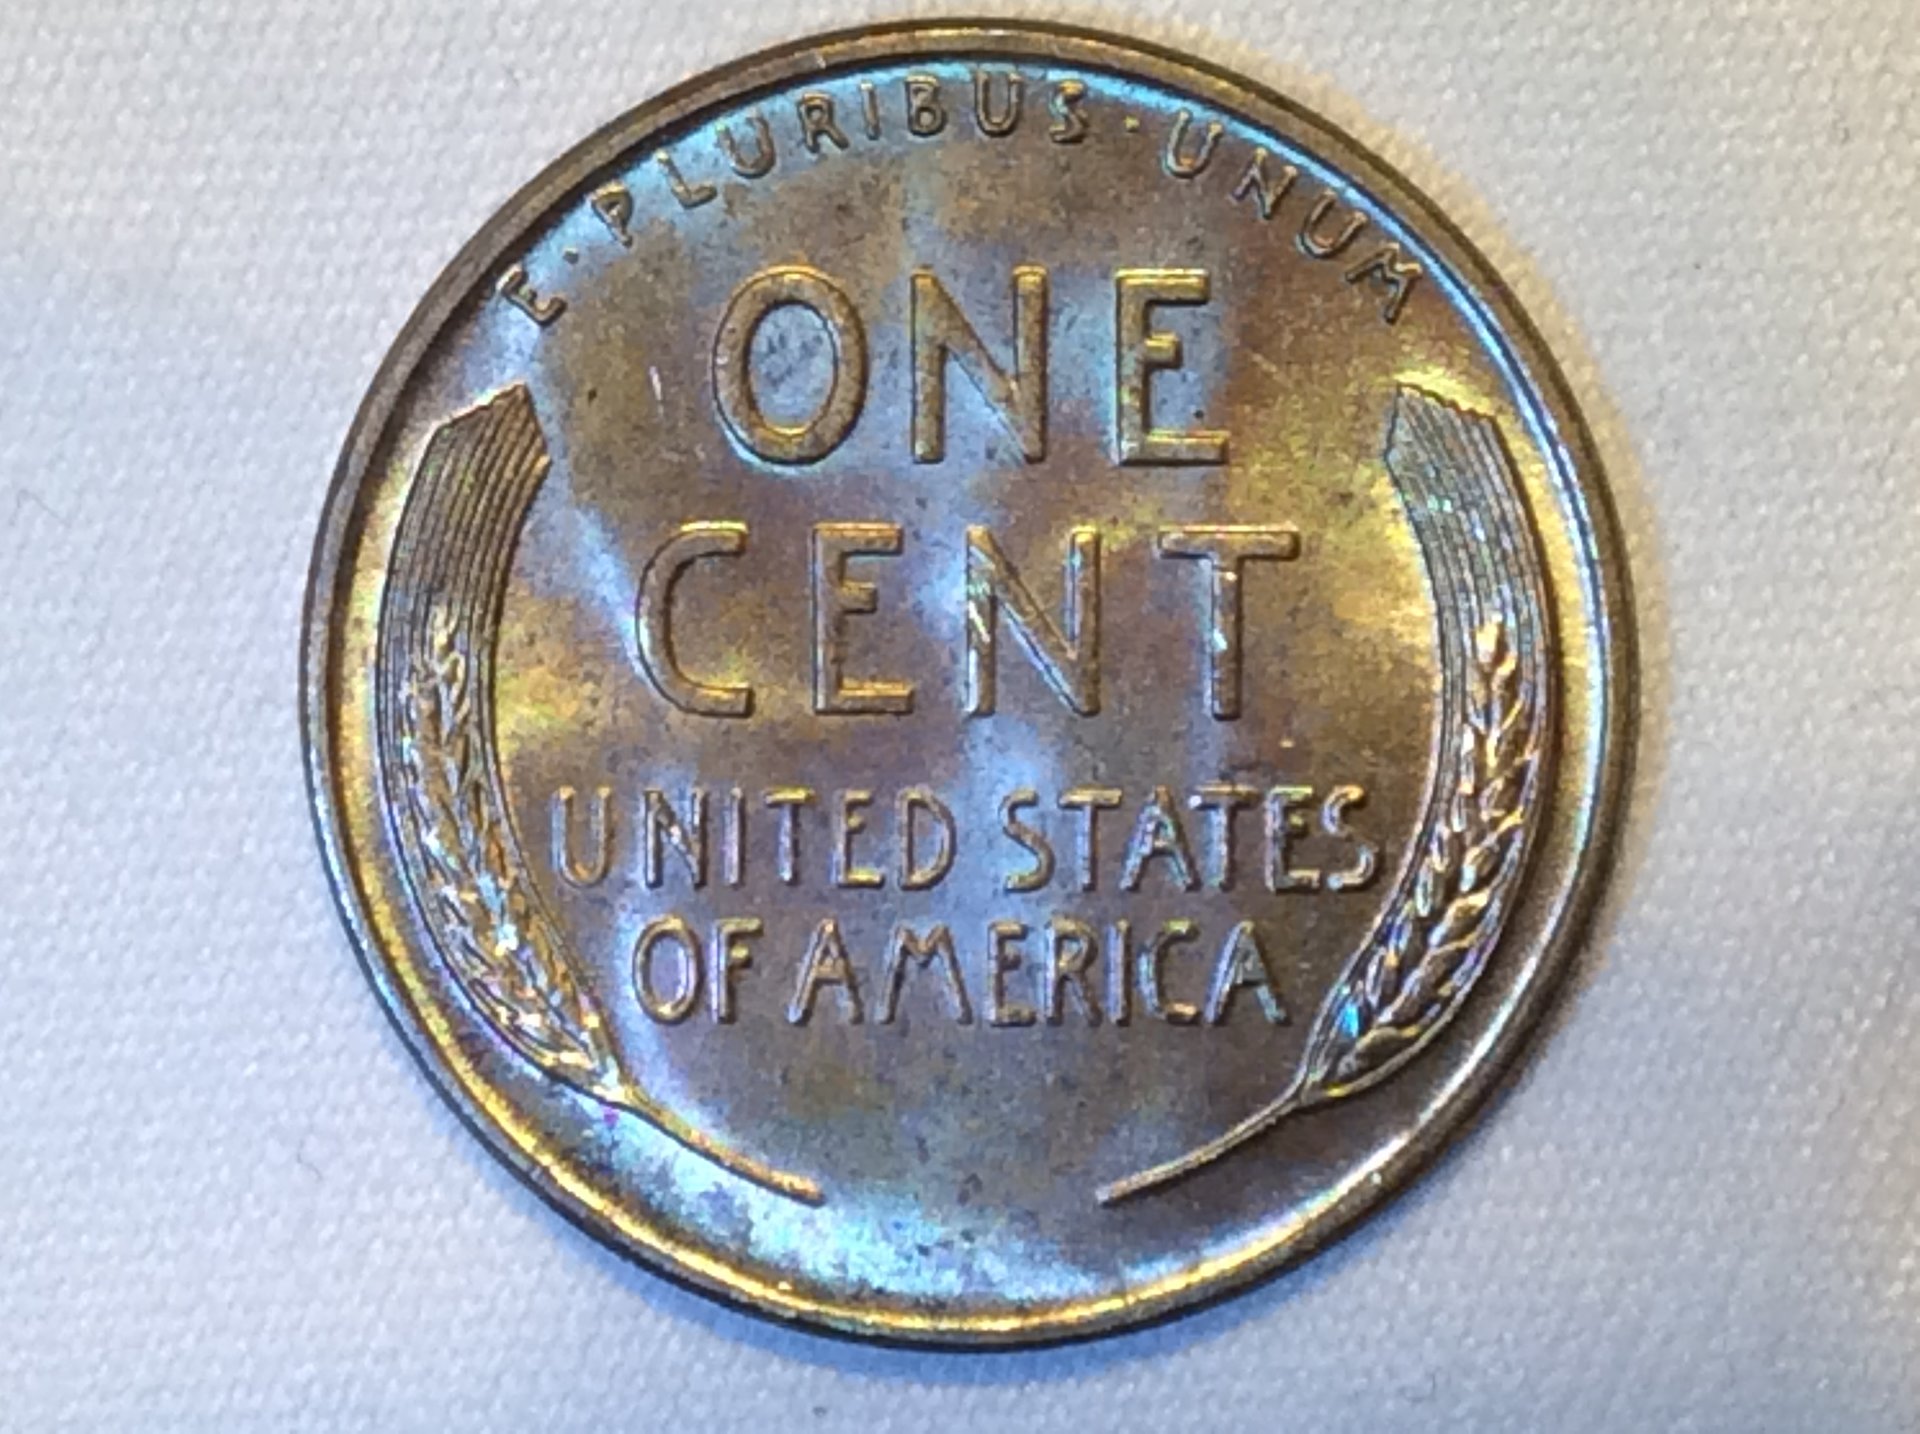 E · PLURIBUS · UNUM
ONE
CENT
UNITED STATES
OF AMERICA